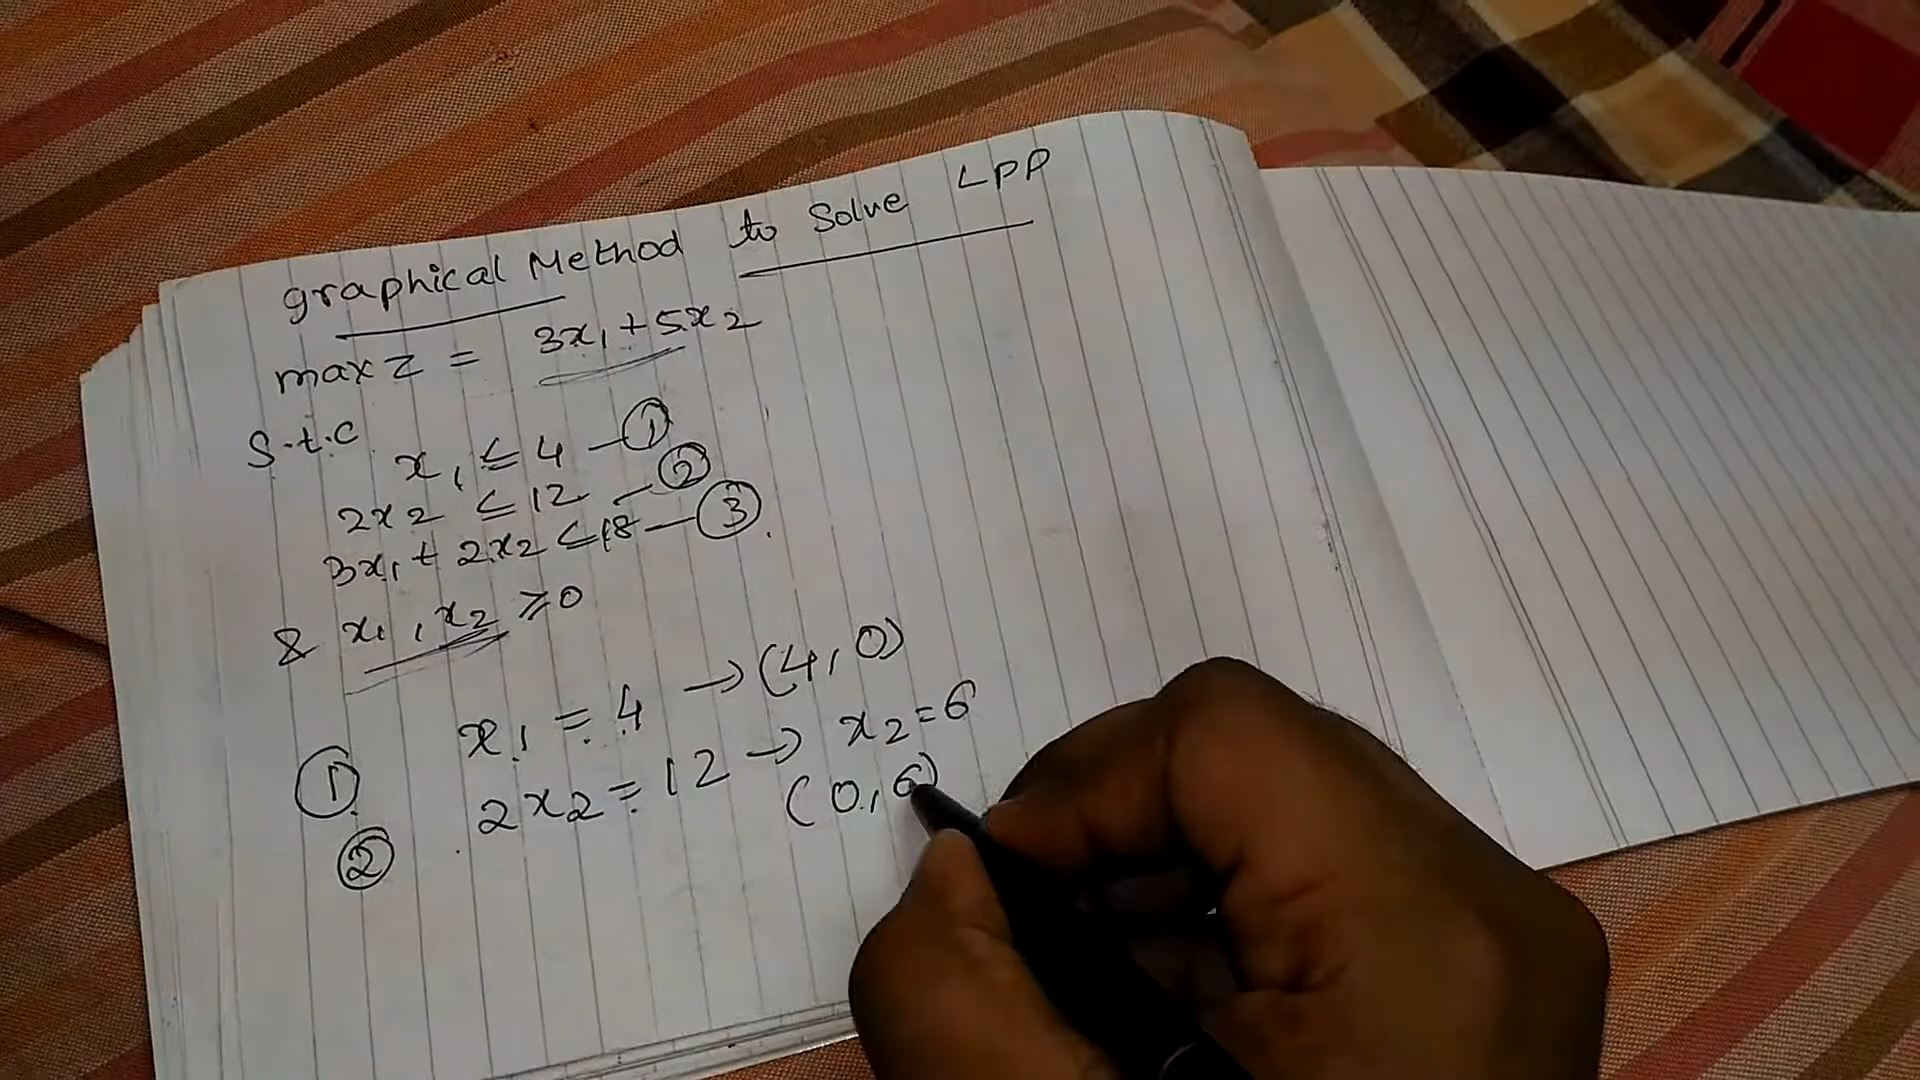 graphical Method to Solve LPP
max Z = 3x₁ + 5x₂
S.t.c
x₁ ≤ 4 — ①
2x₂ ≤ 12 — ②
3x₁ + 2x₂ ≤ 18 — ③
& x₁, x₂ ≥ 0
① x₁ = 4 → (4, 0)
② 2x₂ = 12 → x₂ = 6
(0, 6)